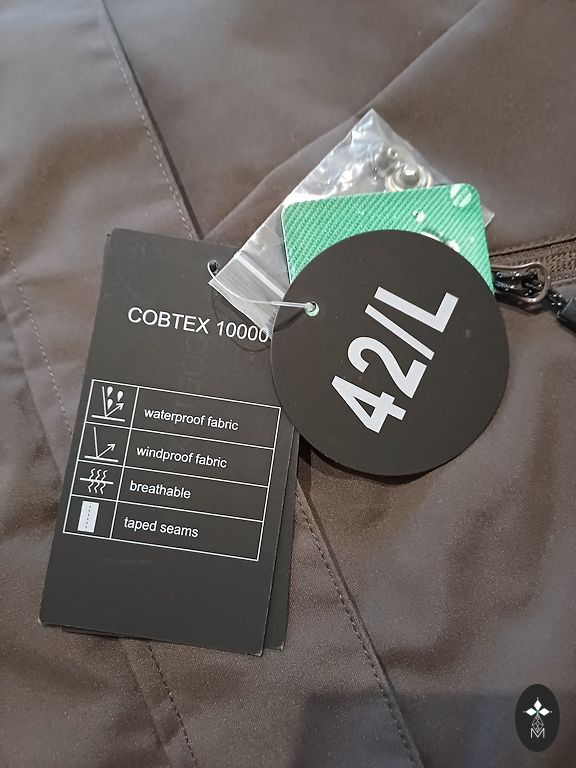 COBTEX 10000
waterproof fabric
windproof fabric
breathable
taped seams
42/L
M